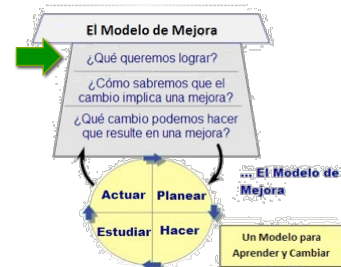 El Modelo de Mejora
¿Qué queremos lograr?
¿Cómo sabremos que el
cambio implica una mejora?
¿Qué cambio podemos hacer
que resulte en una mejora?
Actuar
Planear
Estudiar
Hacer
... El Modelo de
Mejora
Un Modelo para
Aprender y Cambiar